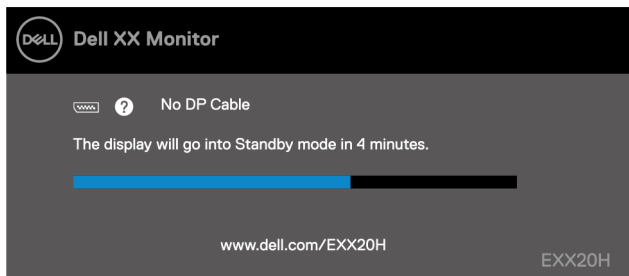 DELL Dell XX Monitor
? No DP Cable
The display will go into Standby mode in 4 minutes.
www.dell.com/EXX20H
EXX20H